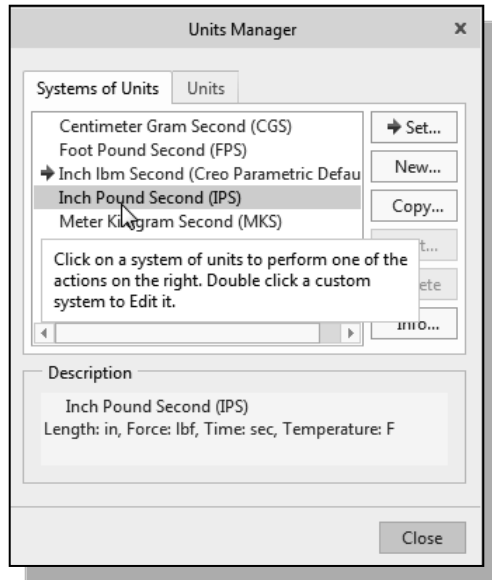 Units Manager
x
Systems of Units
Units
Centimeter Gram Second (CGS)
Foot Pound Second (FPS)
Inch lbm Second (Creo Parametric Defau
Inch Pound Second (IPS)
Meter Kilogram Second (MKS)
Click on a system of units to perform one of the
actions on the right. Double click a custom
system to Edit it.
Set...
New...
Copy...
t...
ete
Info...
Description
Inch Pound Second (IPS)
Length: in, Force: lbf, Time: sec, Temperature: F
Close